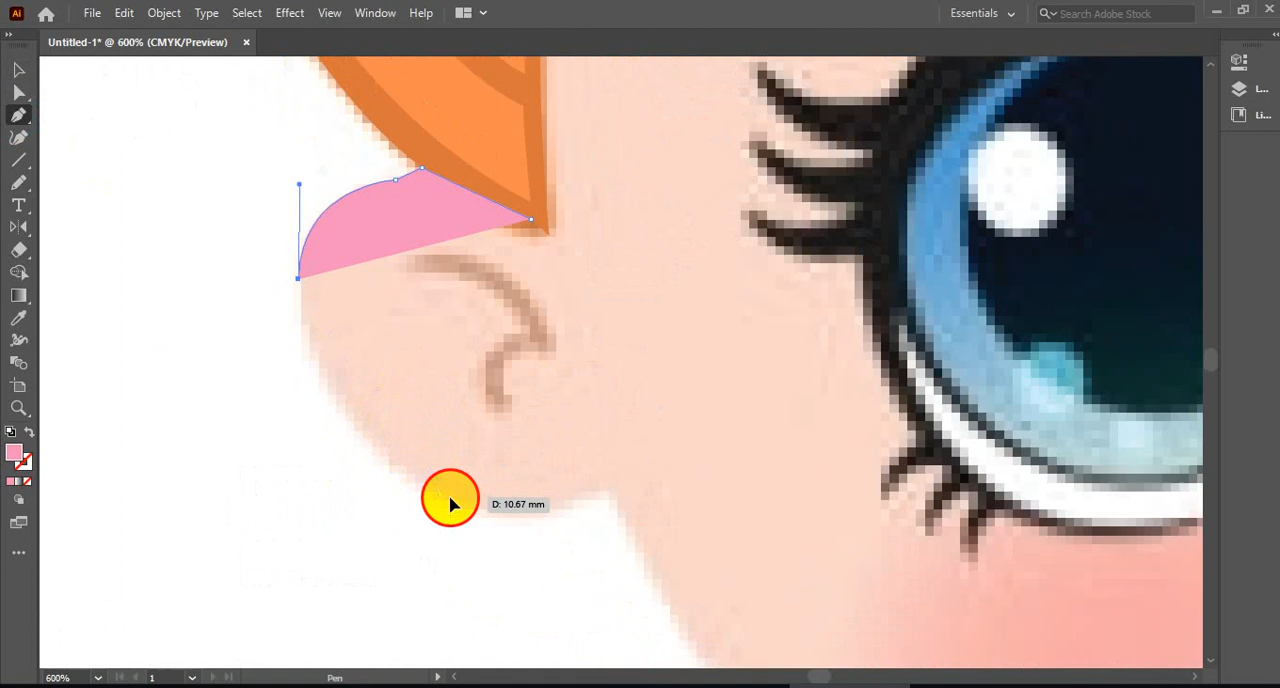 Ai File Edit Object Type Select Effect View Window Help Essentials Search Adobe Stock
Untitled-1* @ 600% (CMYK/Preview) ×
L...
Li...
D: 10.67 mm
600% 1 Pen